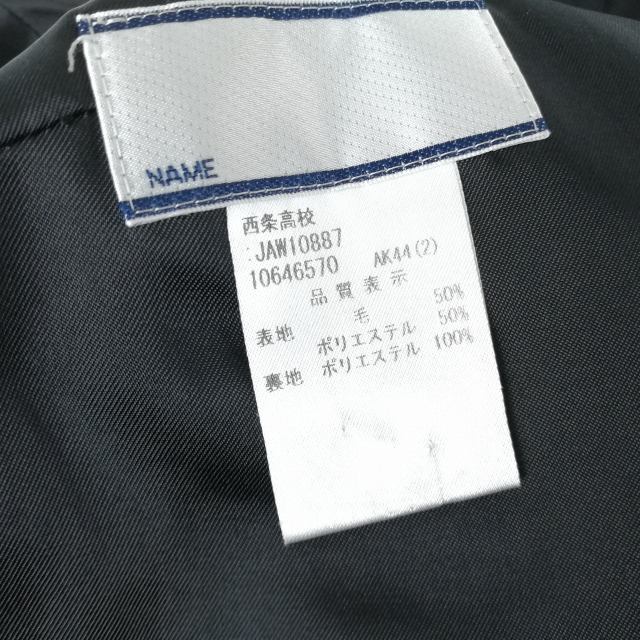 NAME
西条高校
:JAW10887
10646570 AK44(2)
品質表示
毛 50%
表地 ポリエステル 50%
裏地 ポリエステル 100%